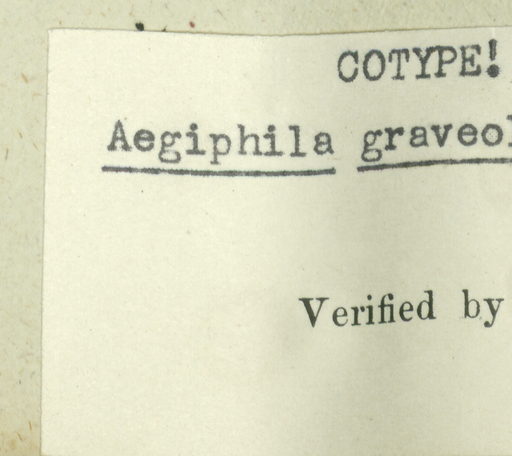 COTYPE!
Aegiphila graveol
Verified by